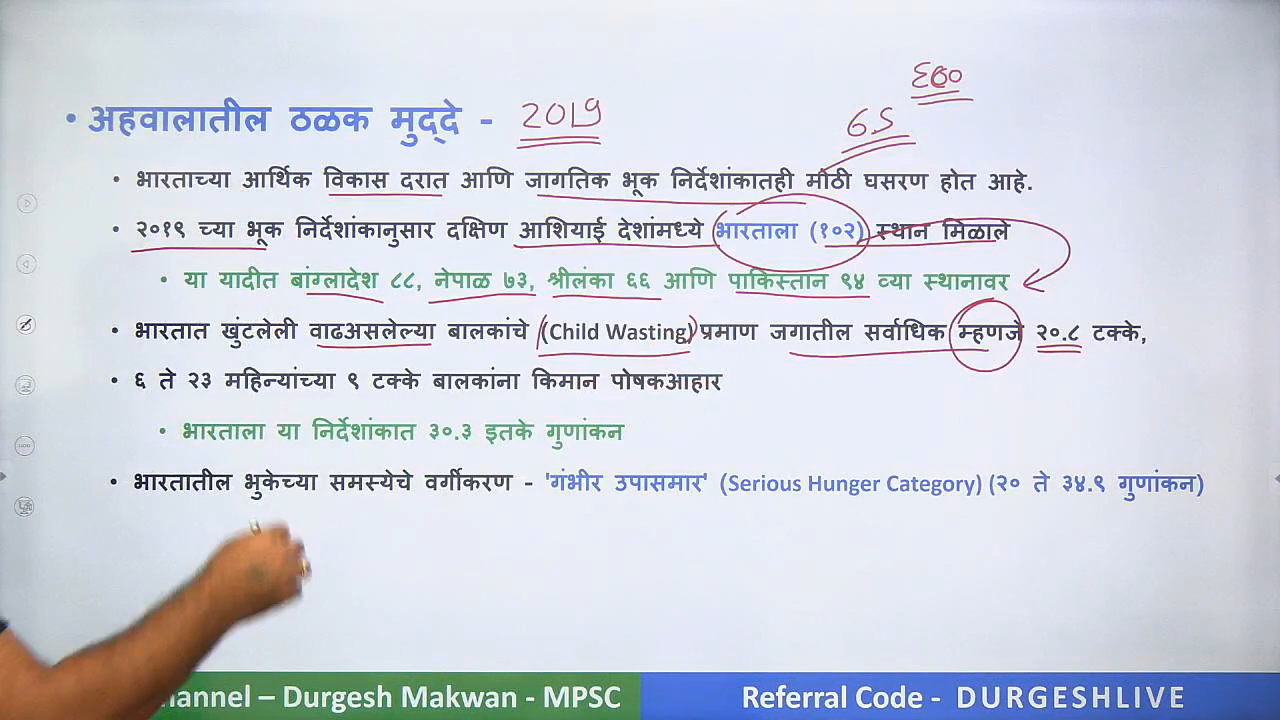 ६००
• अहवालातील ठळक मुद्दे - 2019
6.5
• भारताच्या आर्थिक विकास दरात आणि जागतिक भूक निर्देशांकातही मोठी घसरण होत आहे.
• २०१९ च्या भूक निर्देशांकानुसार दक्षिण आशियाई देशांमध्ये भारताला (१०२) स्थान मिळाले
• या यादीत बांग्लादेश ८८, नेपाळ ७३, श्रीलंका ६६ आणि पाकिस्तान ९४ व्या स्थानावर
• भारतात खुंटलेली वाढअसलेल्या बालकांचे (Child Wasting) प्रमाण जगातील सर्वाधिक म्हणजे २०.८ टक्के,
• ६ ते २३ महिन्यांच्या ९ टक्के बालकांना किमान पोषकआहार
• भारताला या निर्देशांकात ३०.३ इतके गुणांकन
• भारतातील भुकेच्या समस्येचे वर्गीकरण - 'गंभीर उपासमार' (Serious Hunger Category) (२० ते ३४.९ गुणांकन)
hannel – Durgesh Makwan - MPSC
Referral Code - DURGESHLIVE